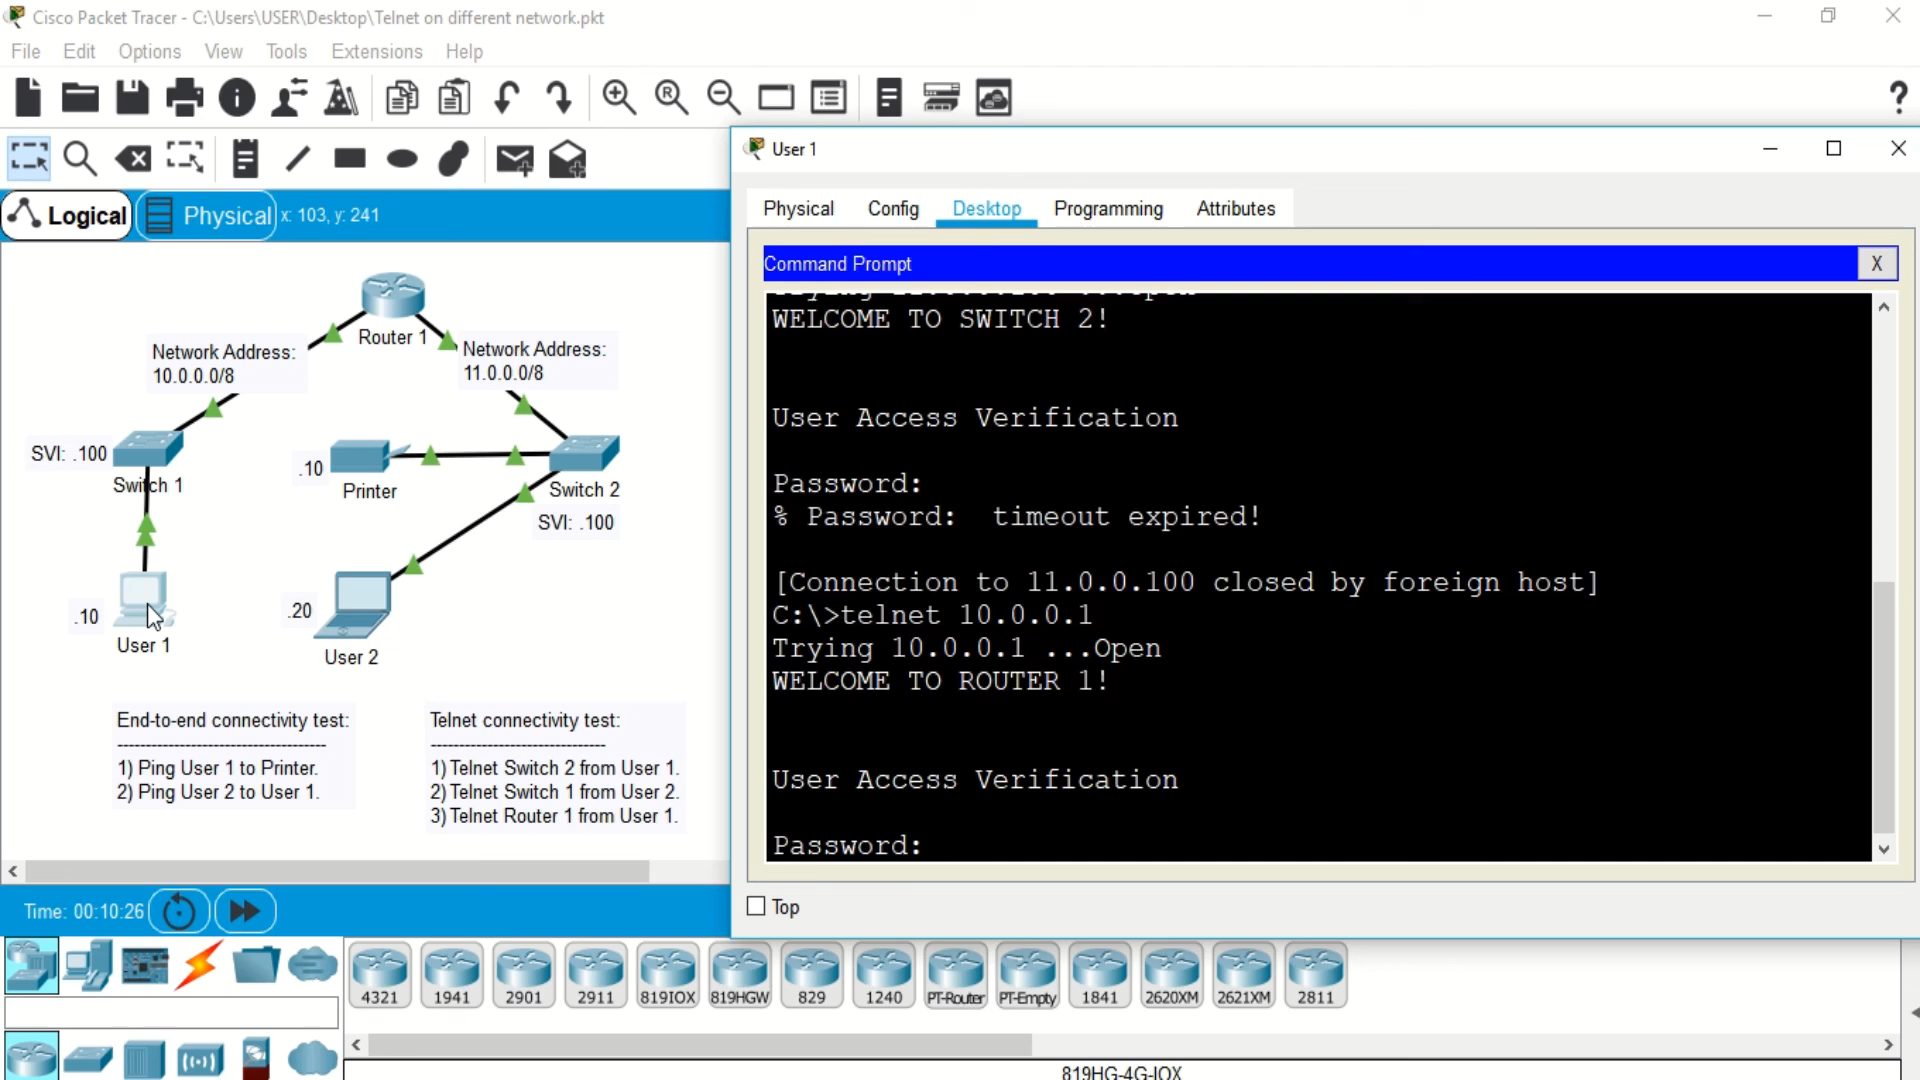 Cisco Packet Tracer - C:\Users\USER\Desktop\Telnet on different network.pkt
File Edit Options View Tools Extensions Help
Logical Physical x: 103, y: 241
Router 1
Network Address:
10.0.0.0/8
Network Address:
11.0.0.0/8
SVI: .100
Switch 1
.10
Printer
Switch 2
SVI: .100
.10
User 1
.20
User 2
End-to-end connectivity test:
-------------------------------------
1) Ping User 1 to Printer.
2) Ping User 2 to User 1.
Telnet connectivity test:
-------------------------------
1) Telnet Switch 2 from User 1.
2) Telnet Switch 1 from User 2.
3) Telnet Router 1 from User 1.
Time: 00:10:26
User 1
Physical Config Desktop Programming Attributes
Command Prompt X
WELCOME TO SWITCH 2!
User Access Verification
Password:
% Password:  timeout expired!
[Connection to 11.0.0.100 closed by foreign host]
C:\>telnet 10.0.0.1
Trying 10.0.0.1 ...Open
WELCOME TO ROUTER 1!
User Access Verification
Password:
Top
4321 1941 2901 2911 819IOX 819HGW 829 1240 PT-Router PT-Empty 1841 2620XM 2621XM 2811
819HG-4G-IOX